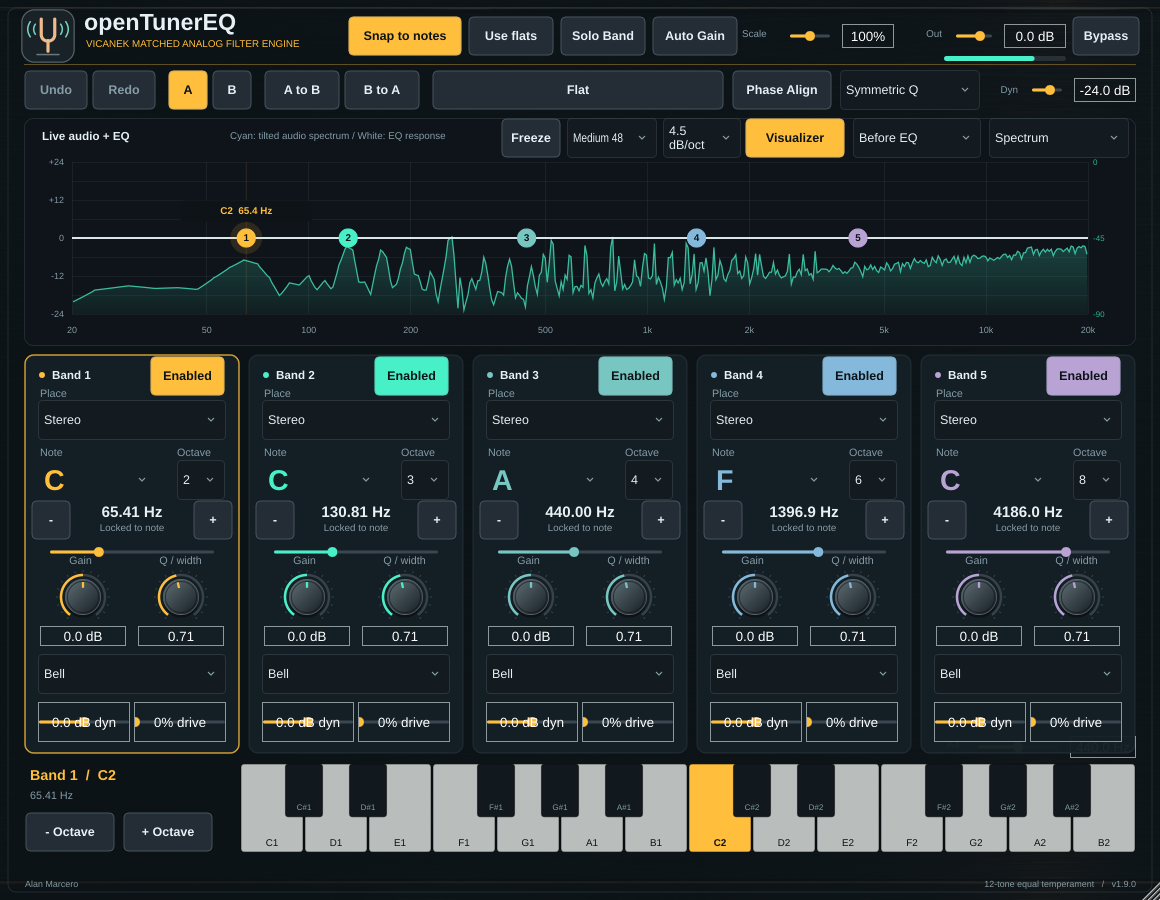 openTunerEQ
VICANEK MATCHED ANALOG FILTER ENGINE
Snap to notes
Use flats
Solo Band
Auto Gain
Scale
100%
Out
0.0 dB
Bypass
Undo
Redo
A
B
A to B
B to A
Flat
Phase Align
Symmetric Q
Dyn
-24.0 dB
Live audio + EQ
Cyan: tilted audio spectrum / White: EQ response
Freeze
Medium 48
4.5
dB/oct
Visualizer
Before EQ
Spectrum
+24
0
+12
C2 65.4 Hz
0
1
2
3
4
5
-45
-12
-24
-90
20
50
100
200
500
1k
2k
5k
10k
20k
Band 1
Enabled
Band 2
Enabled
Band 3
Enabled
Band 4
Enabled
Band 5
Enabled
Place
Place
Place
Place
Place
Stereo
Stereo
Stereo
Stereo
Stereo
Note
Octave
Note
Octave
Note
Octave
Note
Octave
Note
Octave
C
2
C
3
A
4
F
6
C
8
-
65.41 Hz
+
-
130.81 Hz
+
-
440.00 Hz
+
-
1396.9 Hz
+
-
4186.0 Hz
+
Locked to note
Locked to note
Locked to note
Locked to note
Locked to note
Gain
Q / width
Gain
Q / width
Gain
Q / width
Gain
Q / width
Gain
Q / width
0.0 dB
0.71
0.0 dB
0.71
0.0 dB
0.71
0.0 dB
0.71
0.0 dB
0.71
Bell
Bell
Bell
Bell
Bell
0.0 dB dyn
0% drive
0.0 dB dyn
0% drive
0.0 dB dyn
0% drive
0.0 dB dyn
0% drive
0.0 dB dyn
0% drive
Band 1 / C2
65.41 Hz
- Octave
+ Octave
C#1
D#1
F#1
G#1
A#1
C#2
D#2
F#2
G#2
A#2
C1
D1
E1
F1
G1
A1
B1
C2
D2
E2
F2
G2
A2
B2
Alan Marcero
12-tone equal temperament / v1.9.0